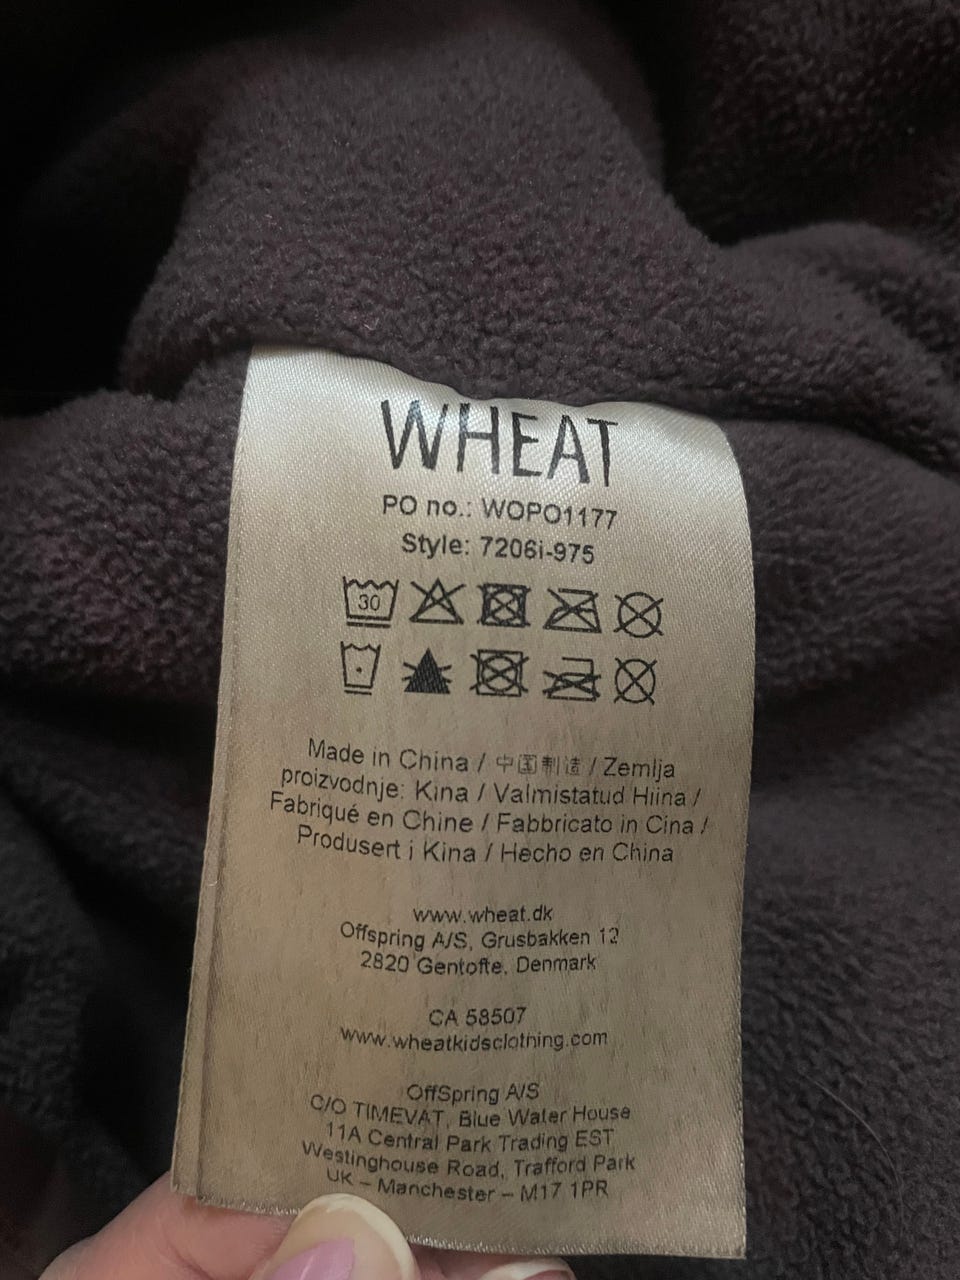 WHEAT
PO no.: WOPO1177
Style: 7206i-975
30
Made in China / 中国制造 / Zemlja
proizvodnje: Kina / Valmistatud Hiina /
Fabriqué en Chine / Fabbricato in Cina /
Produsert i Kina / Hecho en China
www.wheat.dk
Offspring A/S, Grusbakken 12
2820 Gentofte, Denmark
CA 58507
www.wheatkidsclothing.com
OffSpring A/S
C/O TIMEVAT, Blue Water House
11A Central Park Trading EST
Westinghouse Road, Trafford Park
UK – Manchester – M17 1PR